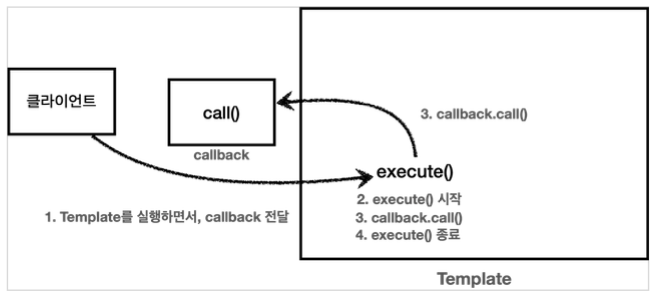 클라이언트
call()
callback
3. callback.call()
execute()
1. Template를 실행하면서, callback 전달
2. execute() 시작
3. callback.call()
4. execute() 종료
Template